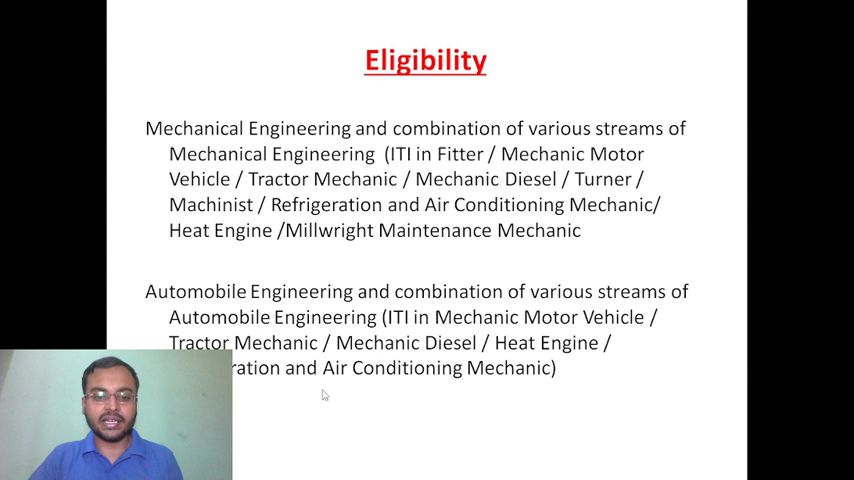 Eligibility
Mechanical Engineering and combination of various streams of
Mechanical Engineering (ITI in Fitter / Mechanic Motor
Vehicle / Tractor Mechanic / Mechanic Diesel / Turner /
Machinist / Refrigeration and Air Conditioning Mechanic/
Heat Engine /Millwright Maintenance Mechanic
Automobile Engineering and combination of various streams of
Automobile Engineering (ITI in Mechanic Motor Vehicle /
Tractor Mechanic / Mechanic Diesel / Heat Engine /
and Air Conditioning Mechanic)